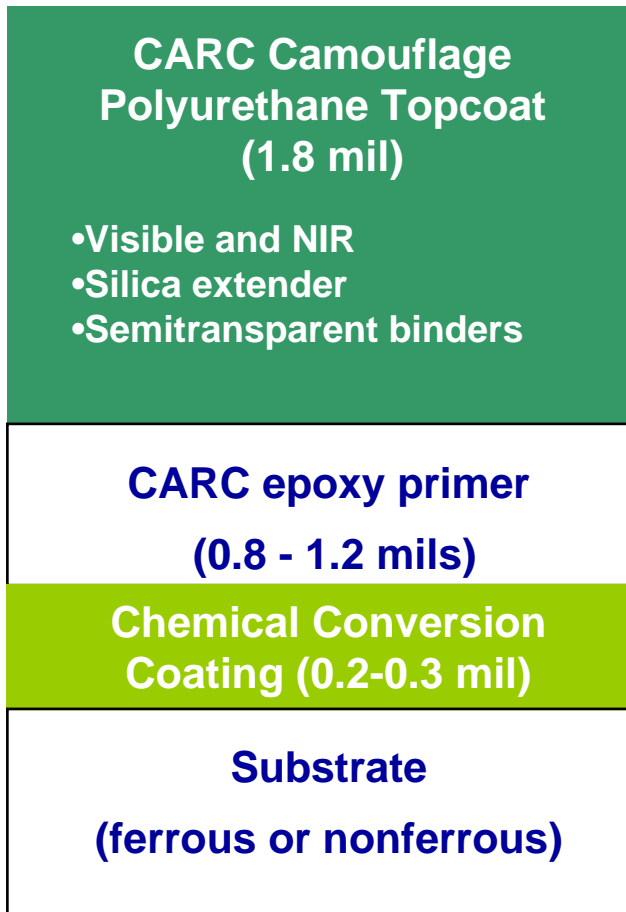 CARC Camouflage
Polyurethane Topcoat
(1.8 mil)
•Visible and NIR
•Silica extender
•Semitransparent binders
CARC epoxy primer
(0.8 - 1.2 mils)
Chemical Conversion
Coating (0.2-0.3 mil)
Substrate
(ferrous or nonferrous)